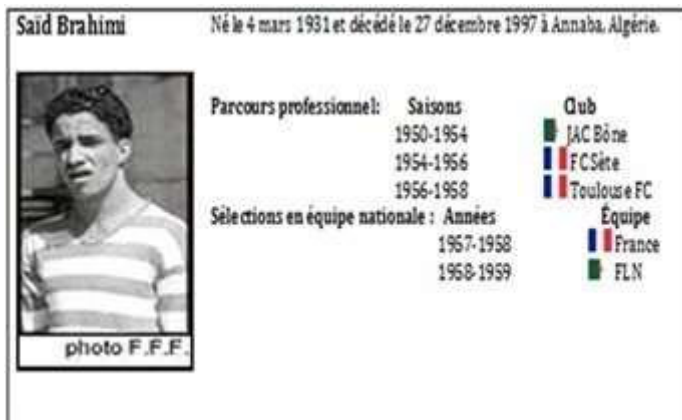 Saïd Brahimi Né le 4 mars 1931 et décédé le 27 décembre 1997 à Annaba, Algérie.
Parcours professionnel: Saisons Club
1950-1954 JAC Bône
1954-1956 FC Sète
1956-1958 Toulouse FC
Sélections en équipe nationale : Années Équipe
1957-1958 France
1958-1959 FLN
photo F.F.F.